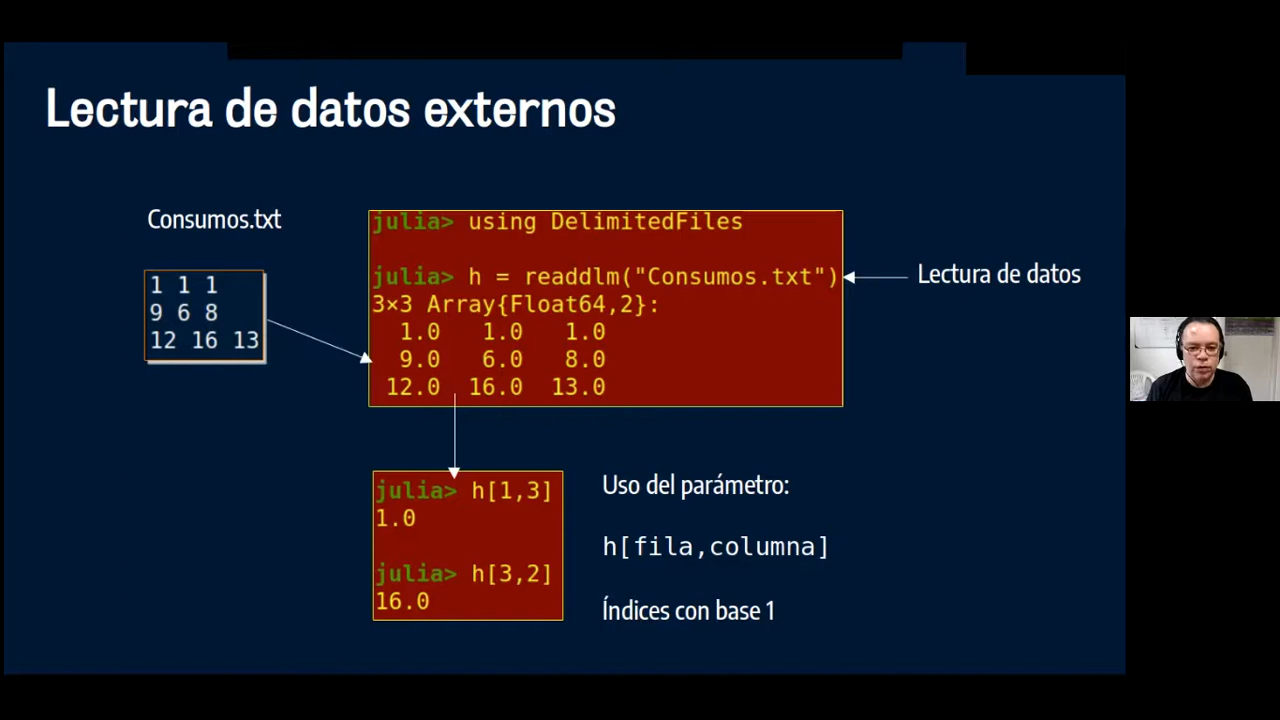 Lectura de datos externos
Consumos.txt
1 1 1
9 6 8
12 16 13
julia> using DelimitedFiles
julia> h = readdlm("Consumos.txt")
3×3 Array{Float64,2}:
1.0 1.0 1.0
9.0 6.0 8.0
12.0 16.0 13.0
Lectura de datos
julia> h[1,3]
1.0
julia> h[3,2]
16.0
Uso del parámetro:
h[fila,columna]
Índices con base 1